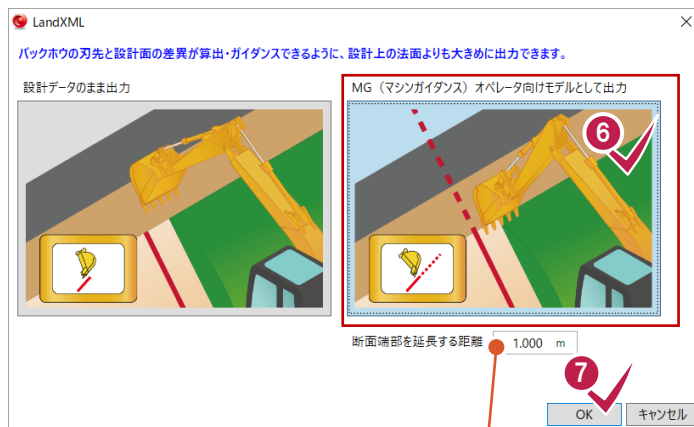 LandXML
バックホウの刃先と設計面の差異が算出・ガイダンスできるように、設計上の法面よりも大きめに出力できます。
設計データのまま出力
MG（マシンガイダンス）オペレータ向けモデルとして出力
6
断面端部を延長する距離 1.000 m
7
OK キャンセル